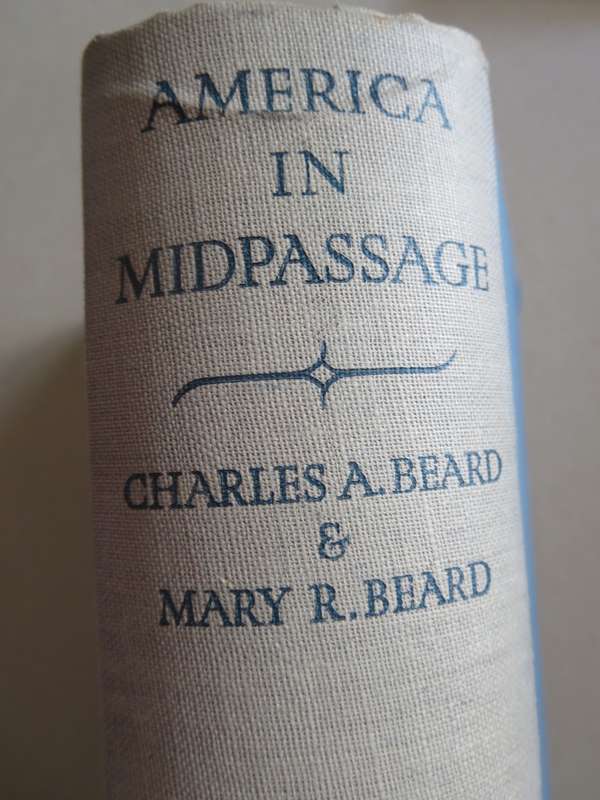 AMERICA
IN
MIDPASSAGE
CHARLES A. BEARD
&
MARY R. BEARD